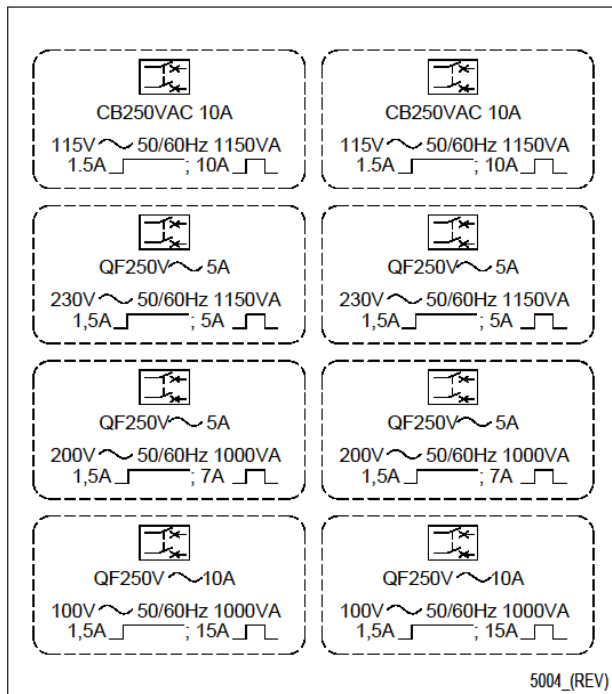 CB250VAC 10A
115V 50/60Hz 1150VA
1.5A ; 10A
CB250VAC 10A
115V 50/60Hz 1150VA
1.5A ; 10A
QF250V 5A
230V 50/60Hz 1150VA
1,5A ; 5A
QF250V 5A
230V 50/60Hz 1150VA
1,5A ; 5A
QF250V 5A
200V 50/60Hz 1000VA
1,5A ; 7A
QF250V 5A
200V 50/60Hz 1000VA
1,5A ; 7A
QF250V 10A
100V 50/60Hz 1000VA
1,5A ; 15A
QF250V 10A
100V 50/60Hz 1000VA
1,5A ; 15A
5004_(REV)